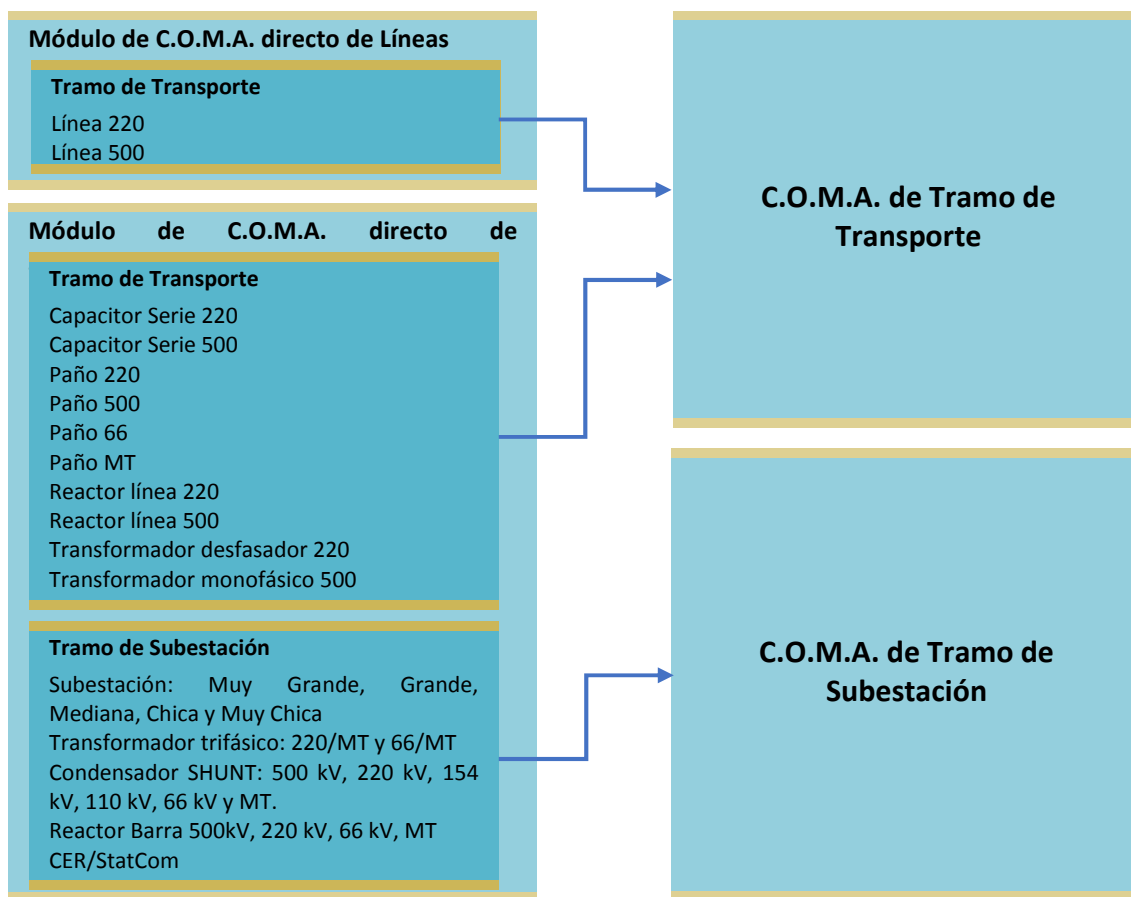 Módulo de C.O.M.A. directo de Líneas
Tramo de Transporte
Línea 220
Línea 500
Módulo de C.O.M.A. directo de
Tramo de Transporte
Capacitor Serie 220
Capacitor Serie 500
Paño 220
Paño 500
Paño 66
Paño MT
Reactor línea 220
Reactor línea 500
Transformador desfasador 220
Transformador monofásico 500
Tramo de Subestación
Subestación: Muy Grande, Grande,
Mediana, Chica y Muy Chica
Transformador trifásico: 220/MT y 66/MT
Condensador SHUNT: 500 kV, 220 kV, 154
kV, 110 kV, 66 kV y MT.
Reactor Barra 500kV, 220 kV, 66 kV, MT
CER/StatCom
C.O.M.A. de Tramo de
Transporte
C.O.M.A. de Tramo de
Subestación